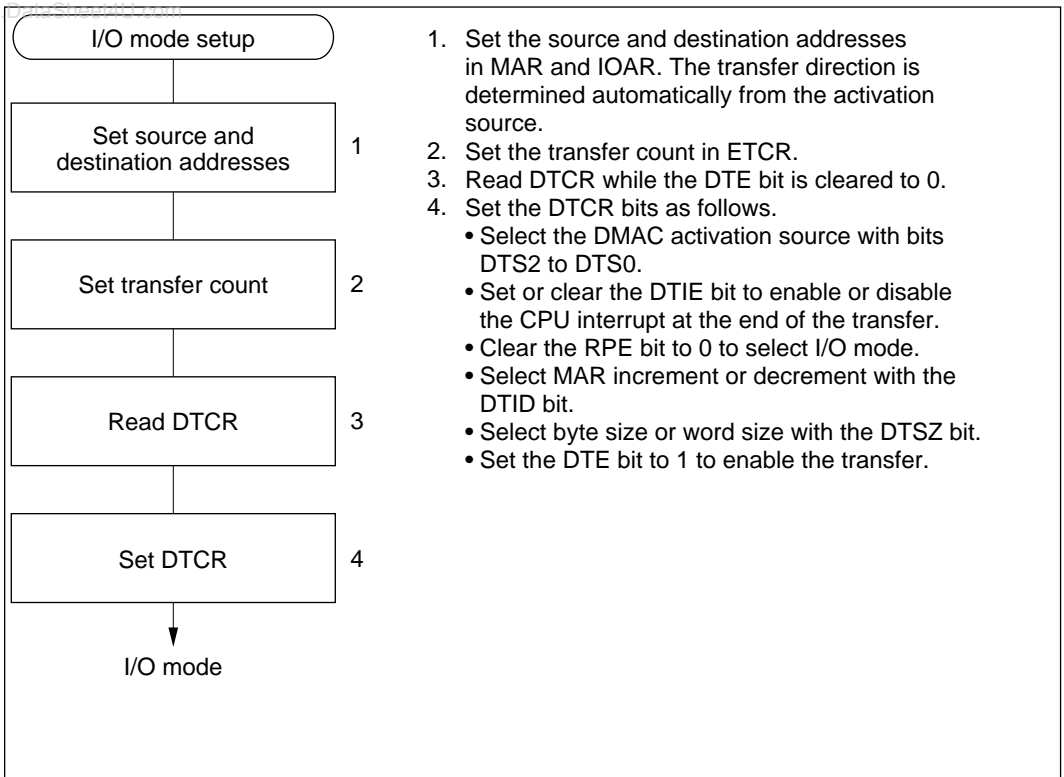 DataSheet4U.com
I/O mode setup
Set source and
destination addresses
1
Set transfer count
2
Read DTCR
3
Set DTCR
4
I/O mode
1. Set the source and destination addresses
in MAR and IOAR. The transfer direction is
determined automatically from the activation
source.
2. Set the transfer count in ETCR.
3. Read DTCR while the DTE bit is cleared to 0.
4. Set the DTCR bits as follows.
• Select the DMAC activation source with bits
DTS2 to DTS0.
• Set or clear the DTIE bit to enable or disable
the CPU interrupt at the end of the transfer.
• Clear the RPE bit to 0 to select I/O mode.
• Select MAR increment or decrement with the
DTID bit.
• Select byte size or word size with the DTSZ bit.
• Set the DTE bit to 1 to enable the transfer.